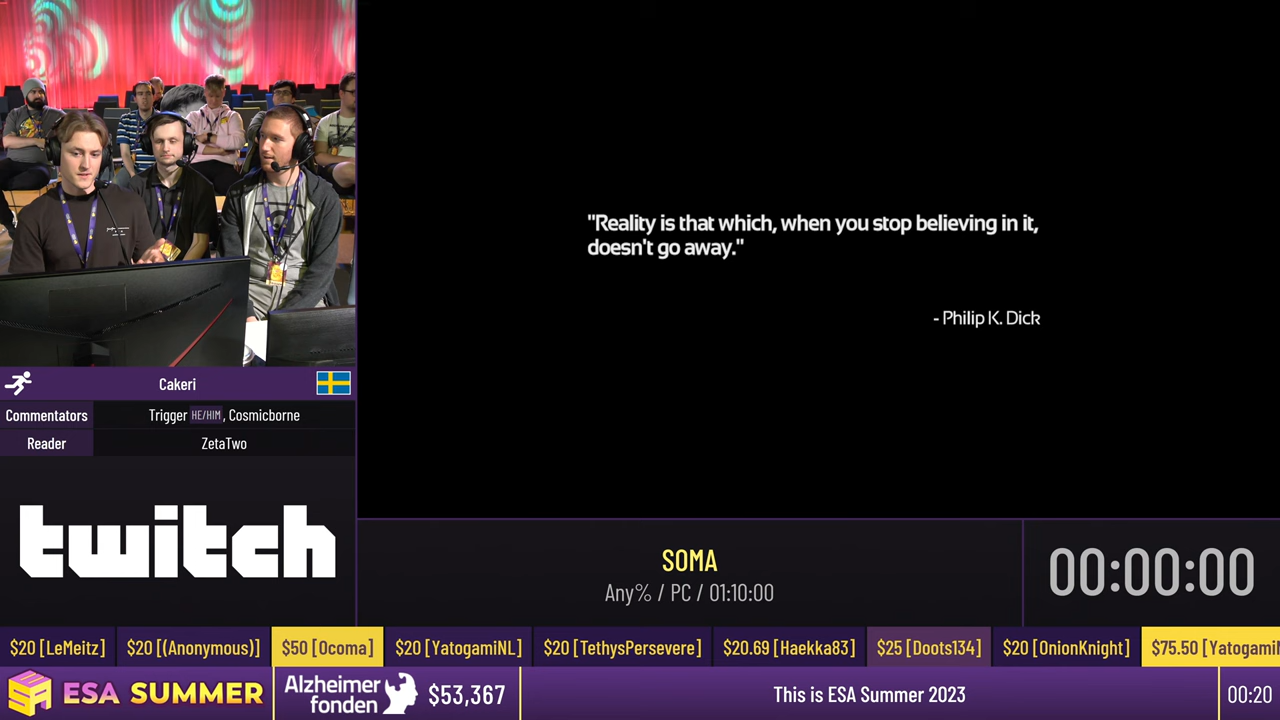 "Reality is that which, when you stop believing in it,
doesn't go away."
- Philip K. Dick
Cakeri
Commentators Trigger HE/HIM, Cosmicborne
Reader ZetaTwo
twitch
SOMA
Any% / PC / 01:10:00
00:00:00
$20 [LeMeitz] $20 [(Anonymous)] $50 [Ocoma] $20 [YatogamiNL] $20 [TethysPersevere] $20.69 [Haekka83] $25 [Doots134] $20 [OnionKnight] $75.50
ESA SUMMER
Alzheimer
fonden
$53,367
This is ESA Summer 2023
00:20